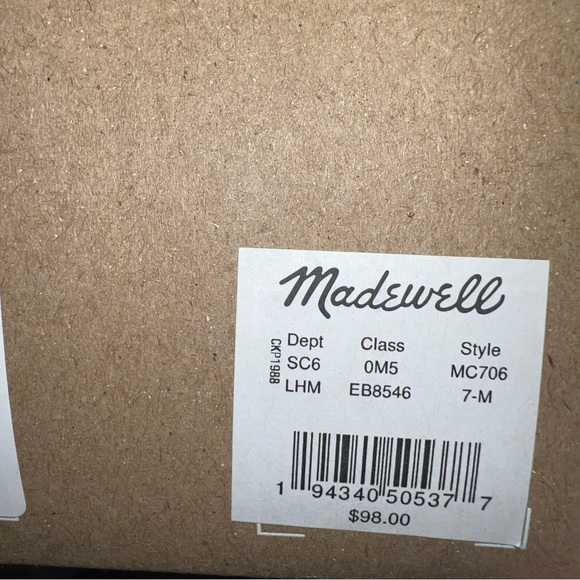 Madewell
CKP1988
Dept Class Style
SC6 0M5 MC706
LHM EB8546 7-M
1 94340 50537 7
$98.00